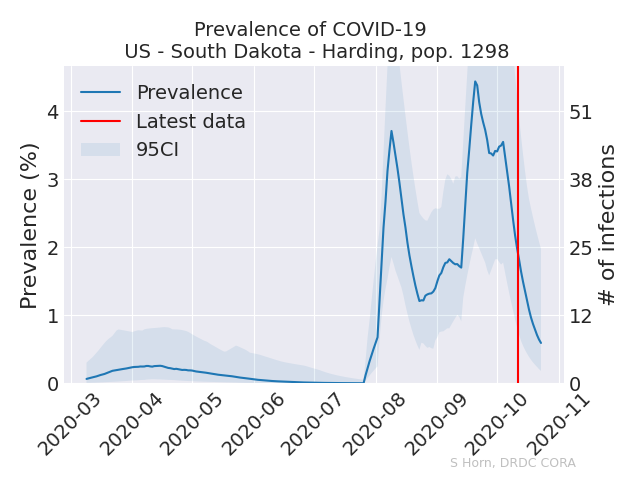 Prevalence of COVID-19
US - South Dakota - Harding, pop. 1298
Prevalence
Latest data
95CI
Prevalence (%)
4
3
2
1
0
51
38
25
12
0
# of infections
2020-03
2020-04
2020-05
2020-06
2020-07
2020-08
2020-09
2020-10
2020-11
S Horn, DRDC CORA